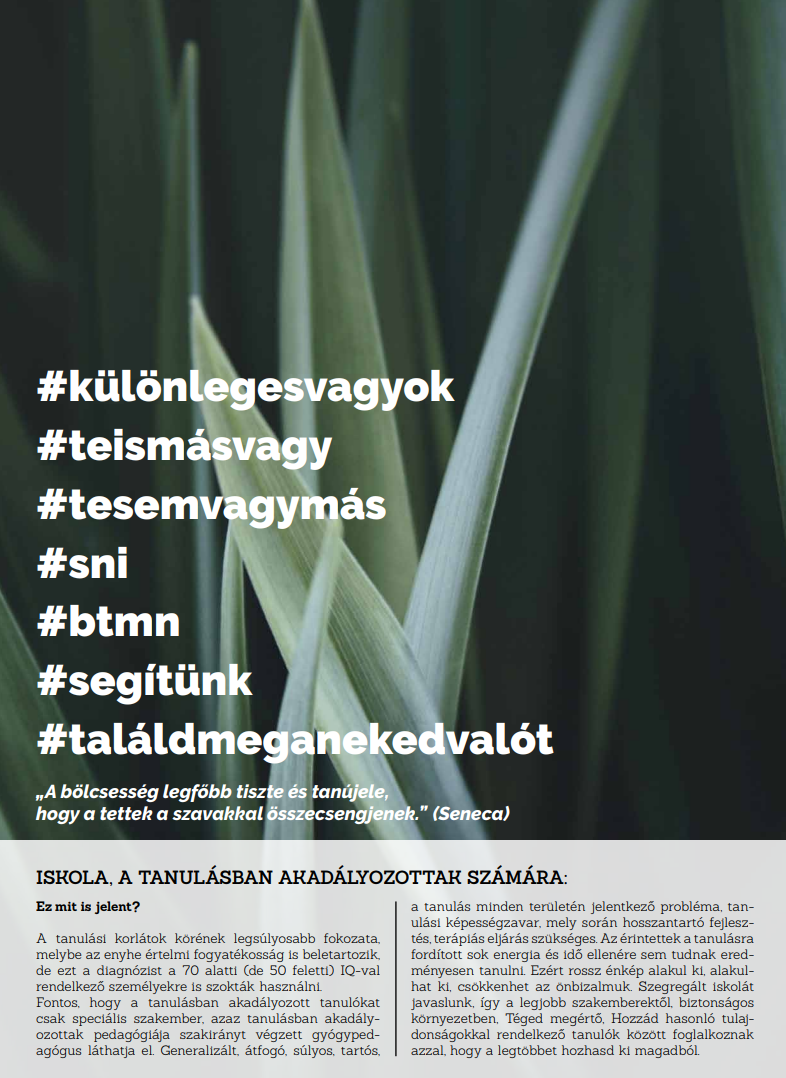 #különlegesvagyok
#teismásvagy
#tesemvagymás
#sni
#btmn
#segítünk
#találdmeganekedvalót
„A bölcsesség legfőbb tiszte és tanújele,
hogy a tettek a szavakkal összecsengjenek.” (Seneca)
ISKOLA, A TANULÁSBAN AKADÁLYOZOTTAK SZÁMÁRA:
Ez mit is jelent?
A tanulási korlátok körének legsúlyosabb fokozata,
melybe az enyhe értelmi fogyatékosság is beletartozik,
de ezt a diagnózist a 70 alatti (de 50 feletti) IQ-val
rendelkező személyekre is szokták használni.
Fontos, hogy a tanulásban akadályozott tanulókat
csak speciális szakember, azaz tanulásban akadály-
ozottak pedagógiája szakirányt végzett gyógyped-
agógus láthatja el. Generalizált, átfogó, súlyos, tartós,
a tanulás minden területén jelentkező probléma, tan-
ulási képességzavar, mely során hosszantartó fejlesz-
tés, terápiás eljárás szükséges. Az érintettek a tanulásra
fordított sok energia és idő ellenére sem tudnak ered-
ményesen tanulni. Ezért rossz énkép alakul ki, alakul-
hat ki, csökkenhet az önbizalmuk. Szegregált iskolát
javaslunk, így a legjobb szakemberektől, biztonságos
környezetben, Téged megértő, Hozzád hasonló tulaj-
donságokkal rendelkező tanulók között foglalkoznak
azzal, hogy a legtöbbet hozhasd ki magadból.